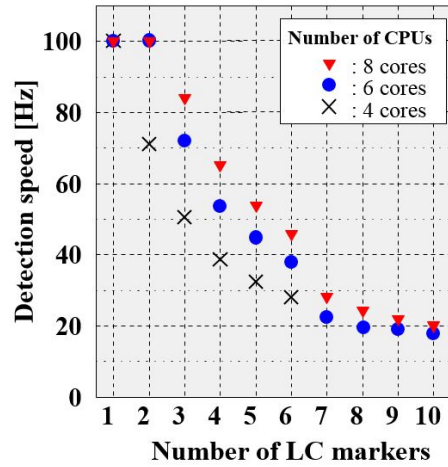 Detection speed [Hz]
100
80
60
40
20
0
Number of CPUs
: 8 cores
: 6 cores
: 4 cores
1 2 3 4 5 6 7 8 9 10
Number of LC markers